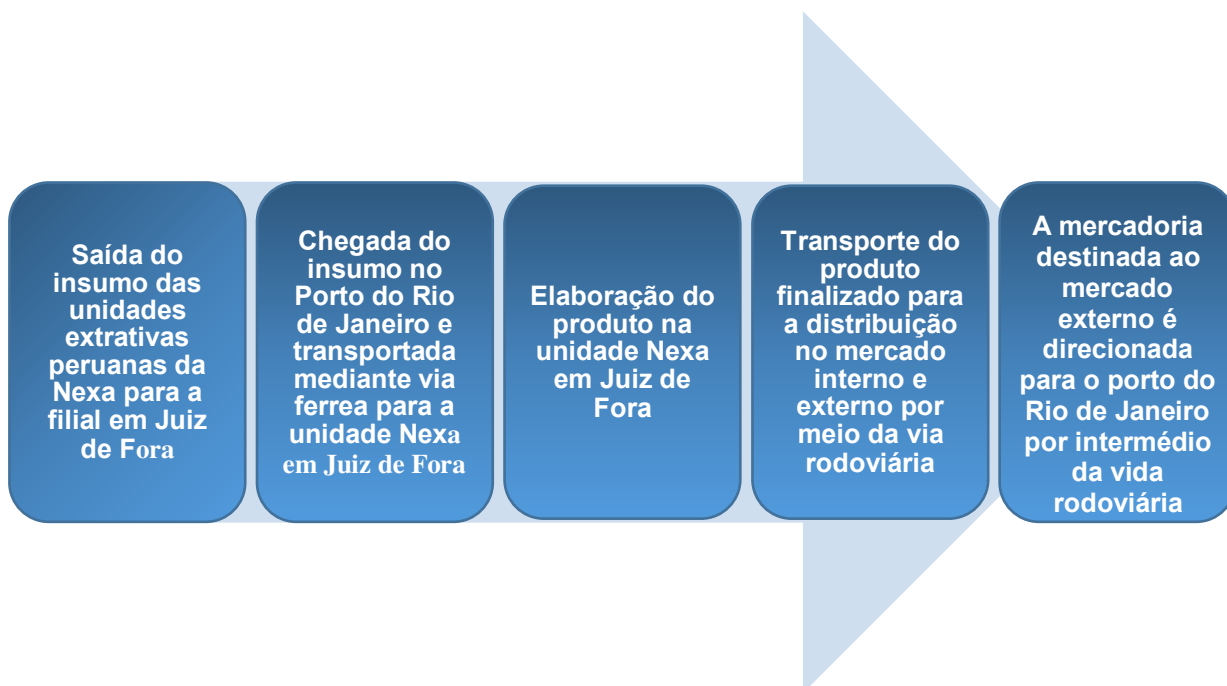 Saída do
insumo das
unidades
extrativas
peruanas da
Nexa para a
filial em Juiz
de Fora
Chegada do
insumo no
Porto do Rio
de Janeiro e
transportada
mediante via
ferrea para a
unidade Nexa
em Juiz de Fora
Elaboração do
produto na
unidade Nexa
em Juiz de
Fora
Transporte do
produto
finalizado para
a distribuição
no mercado
interno e
externo por
meio da via
rodoviária
A mercadoria
destinada ao
mercado
externo é
direcionada
para o porto do
Rio de Janeiro
por intermédio
da vida
rodoviária